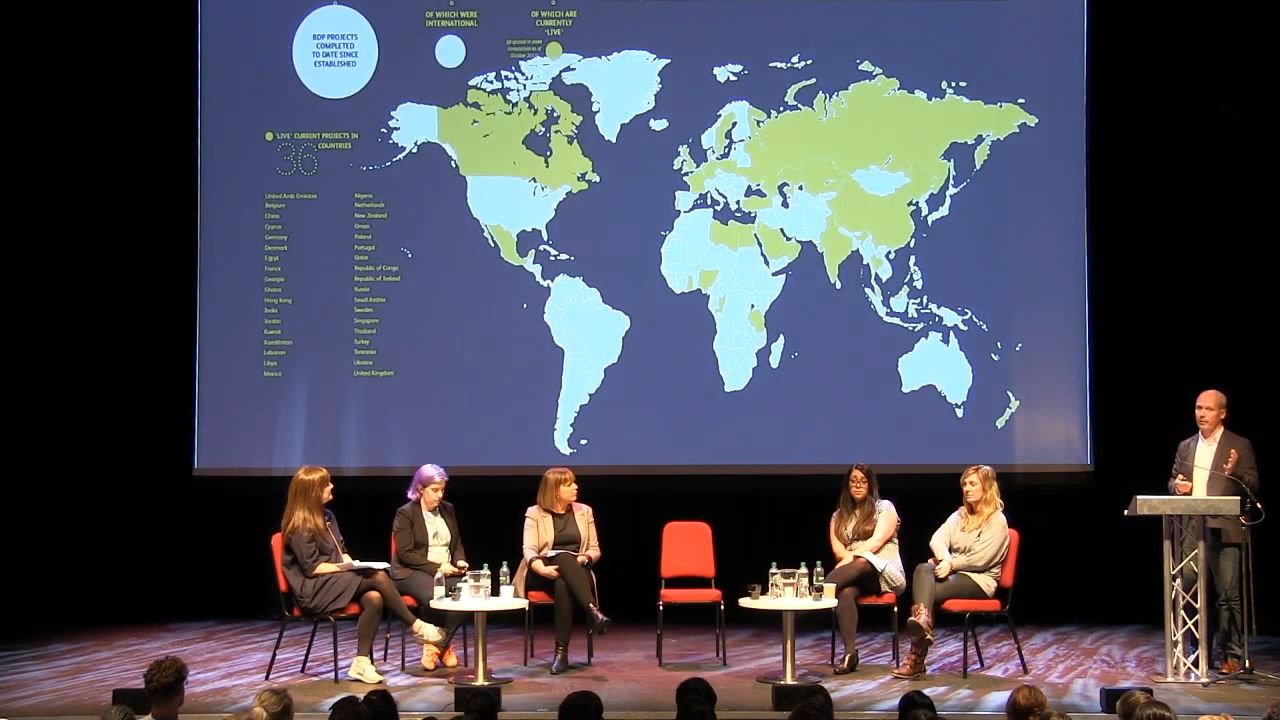 BDP PROJECTS
COMPLETED
TO DATE SINCE
ESTABLISHED
OF WHICH WERE
INTERNATIONAL
OF WHICH ARE
CURRENTLY
'LIVE'
'LIVE' CURRENT PROJECTS IN
36 COUNTRIES
United Arab Emirates
Belgium
China
Cyprus
Germany
Denmark
Egypt
France
Georgia
Ghana
Hong Kong
India
Jordan
Kuwait
Kazakhstan
Lebanon
Libya
Mexico
Nigeria
Netherlands
New Zealand
Oman
Poland
Portugal
Qatar
Republic of Congo
Republic of Ireland
Russia
Saudi Arabia
Sweden
Singapore
Thailand
Turkey
Tanzania
Ukraine
United Kingdom